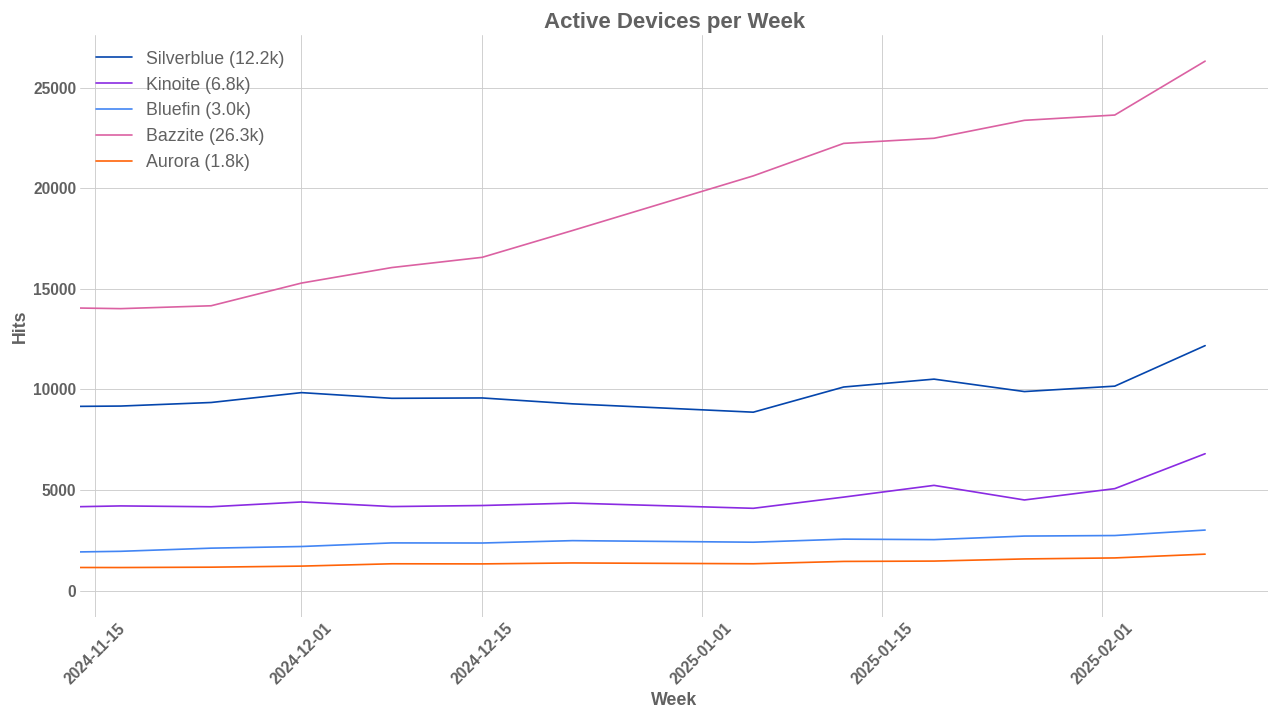 Active Devices per Week
Silverblue (12.2k)
Kinoite (6.8k)
Bluefin (3.0k)
Bazzite (26.3k)
Aurora (1.8k)
25000
20000
15000
10000
5000
0
Hits
2024-11-15
2024-12-01
2024-12-15
2025-01-01
2025-01-15
2025-02-01
Week